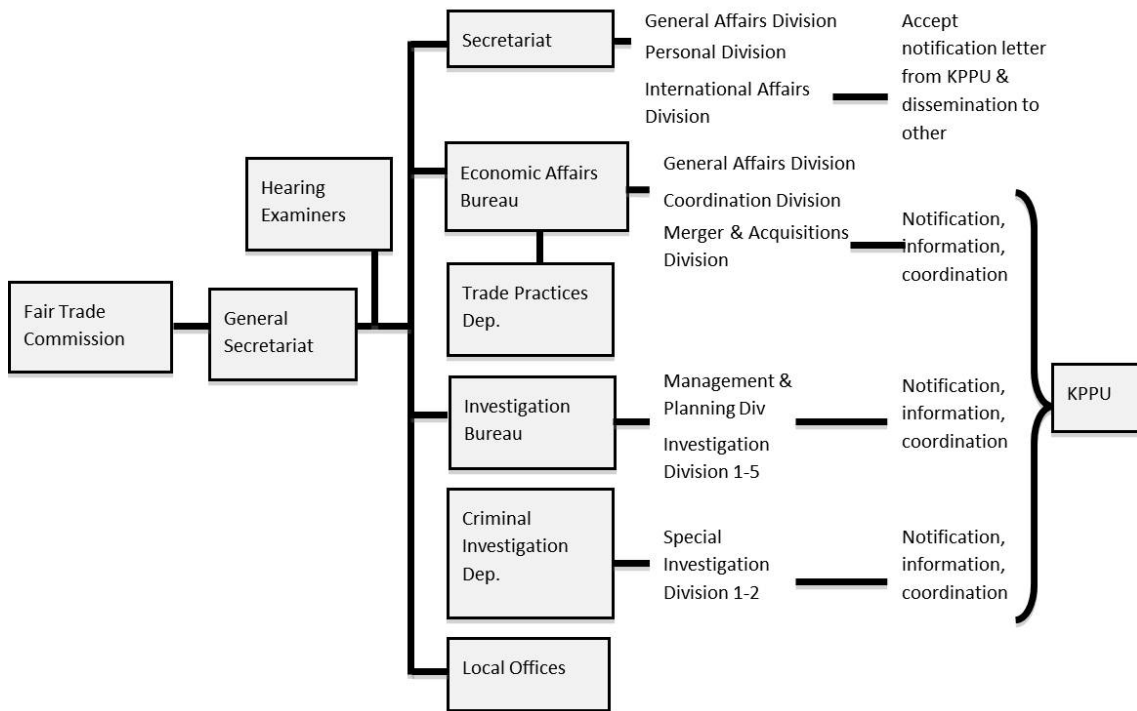 Secretariat
General Affairs Division
Personal Division
International Affairs
Division
Accept
notification letter
from KPPU &
dissemination to
other
Hearing
Examiners
Economic Affairs
Bureau
General Affairs Division
Coordination Division
Merger & Acquisitions
Division
Notification,
information,
coordination
Fair Trade
Commission
General
Secretariat
Trade Practices
Dep.
Investigation
Bureau
Management &
Planning Div
Investigation
Division 1-5
Notification,
information,
coordination
KPPU
Criminal
Investigation
Dep.
Special
Investigation
Division 1-2
Notification,
information,
coordination
Local Offices